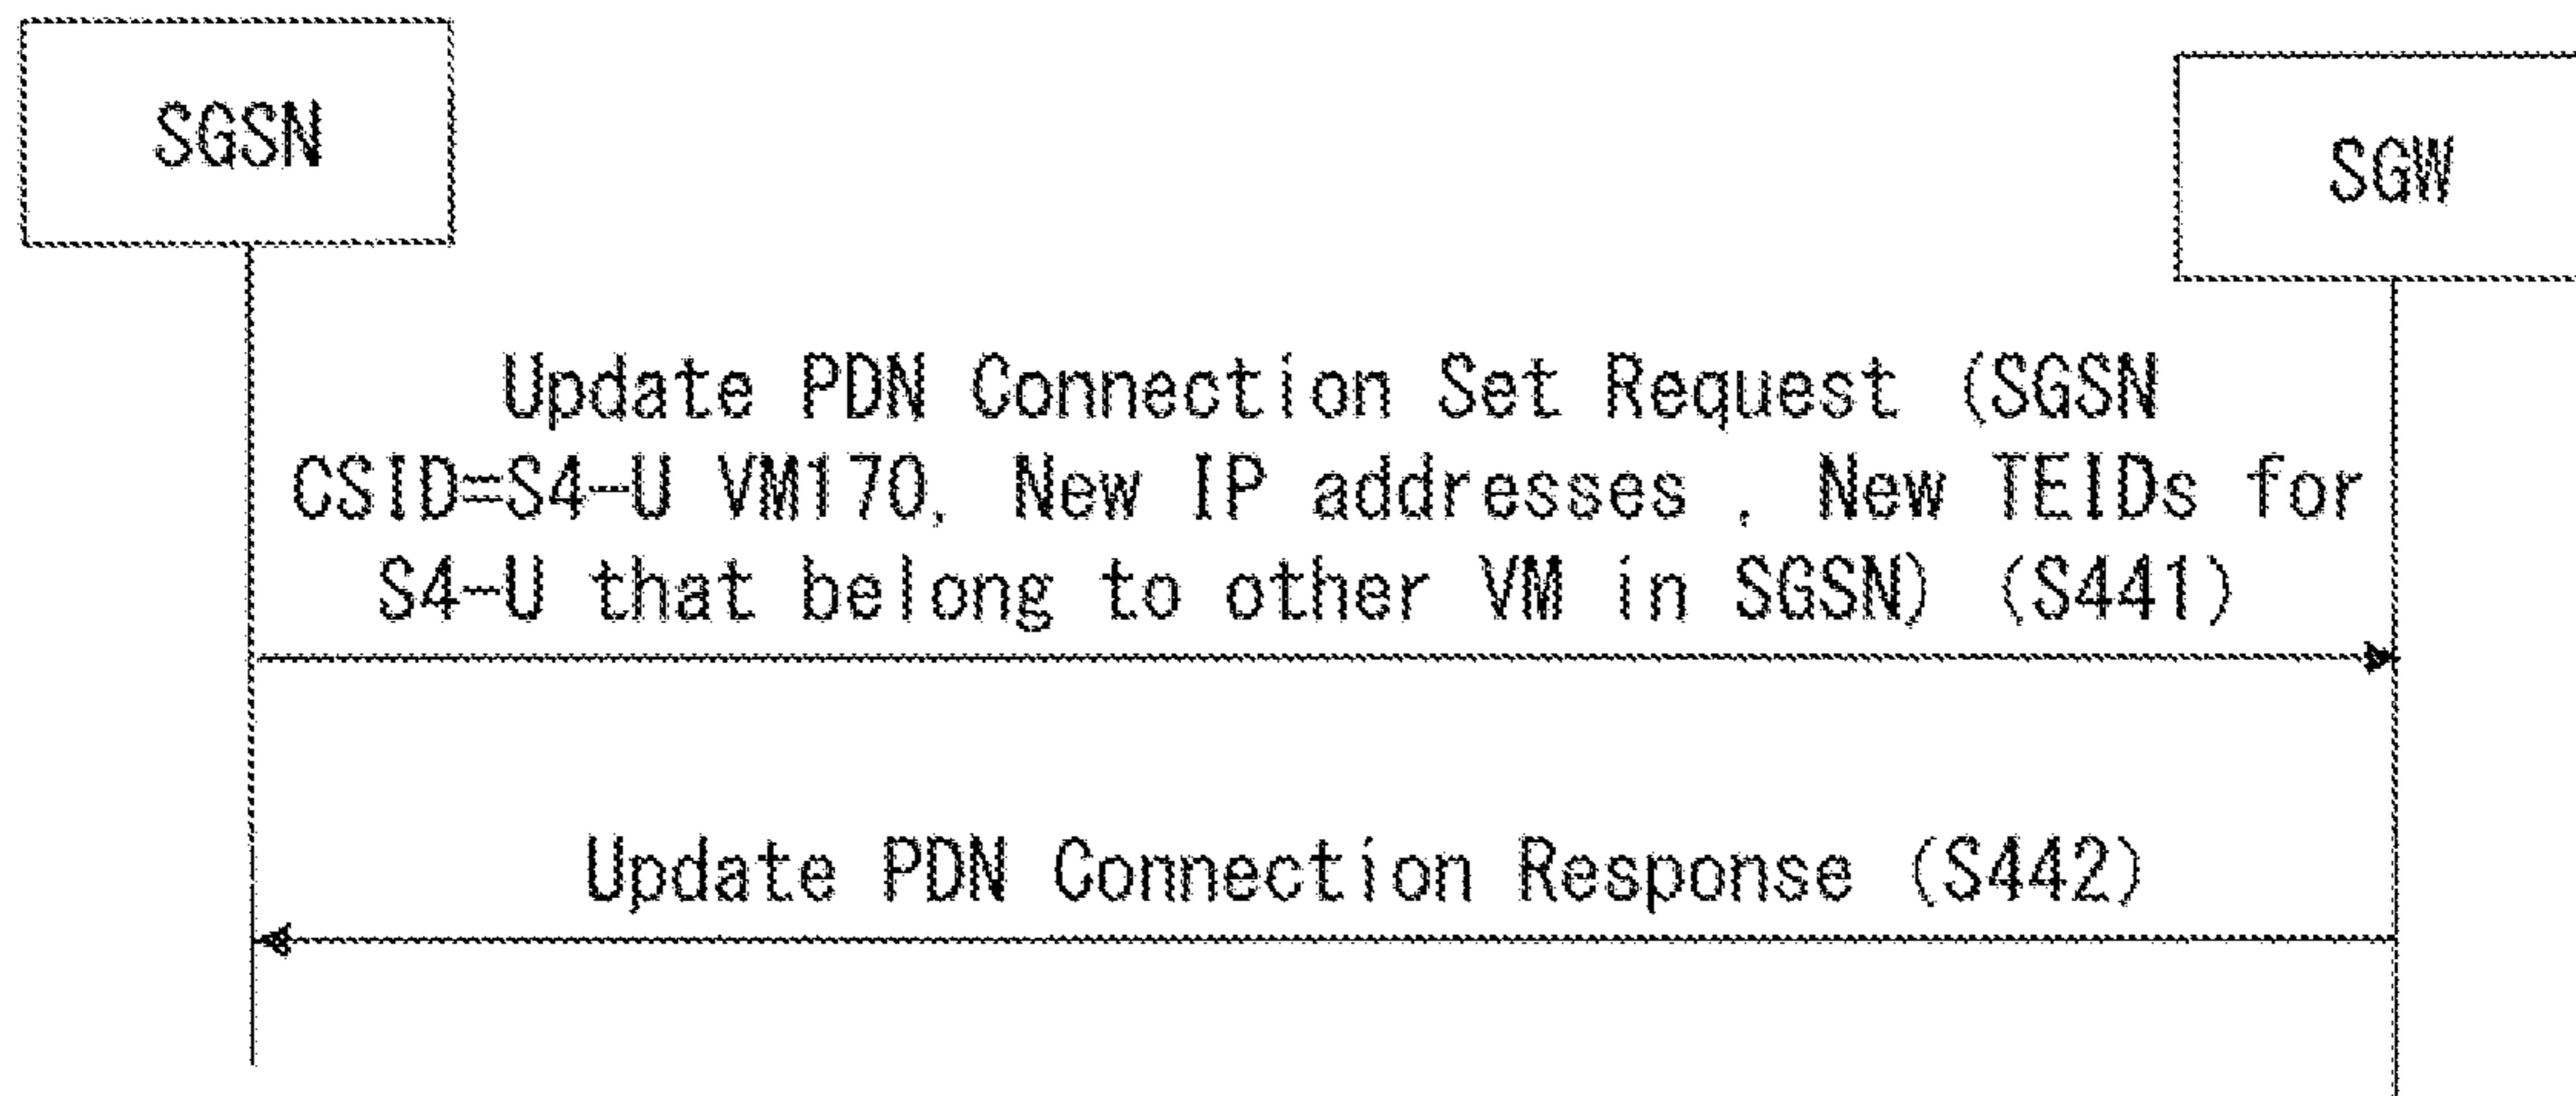 SGSN
SGW
Update PDN Connection Set Request (SGSN
CSID=S4-U VM170, New IP addresses , New TEIDs for
S4-U that belong to other VM in SGSN) (S441)
Update PDN Connection Response (S442)